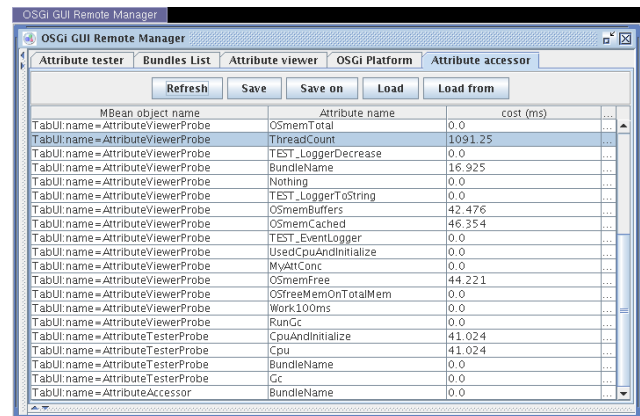 OSGi GUI Remote Manager
OSGi GUI Remote Manager
Attribute tester Bundles List Attribute viewer OSGi Platform Attribute accessor
Refresh Save Save on Load Load from
MBean object name Attribute name cost (ms) ...
TabUI:name=AttributeViewerProbe OSmemTotal 0.0 ...
TabUI:name=AttributeViewerProbe ThreadCount 1091.25 ...
TabUI:name=AttributeViewerProbe TEST_LoggerDecrease 0.0 ...
TabUI:name=AttributeViewerProbe BundleName 16.925 ...
TabUI:name=AttributeViewerProbe Nothing 0.0 ...
TabUI:name=AttributeViewerProbe TEST_LoggerToString 0.0 ...
TabUI:name=AttributeViewerProbe OSmemBuffers 42.476 ...
TabUI:name=AttributeViewerProbe OSmemCached 46.354 ...
TabUI:name=AttributeViewerProbe TEST_EventLogger 0.0 ...
TabUI:name=AttributeViewerProbe UsedCpuAndInitialize 0.0 ...
TabUI:name=AttributeViewerProbe MyAttConc 0.0 ...
TabUI:name=AttributeViewerProbe OSmemFree 44.221 ...
TabUI:name=AttributeViewerProbe OSfreeMemOnTotalMem 0.0 ...
TabUI:name=AttributeViewerProbe Work100ms 0.0 ...
TabUI:name=AttributeViewerProbe RunGc 0.0 ...
TabUI:name=AttributeTesterProbe CpuAndInitialize 41.024 ...
TabUI:name=AttributeTesterProbe Cpu 41.024 ...
TabUI:name=AttributeTesterProbe BundleName 0.0 ...
TabUI:name=AttributeTesterProbe Gc 0.0 ...
TabUI:name=AttributeAccessor BundleName 0.0 ...